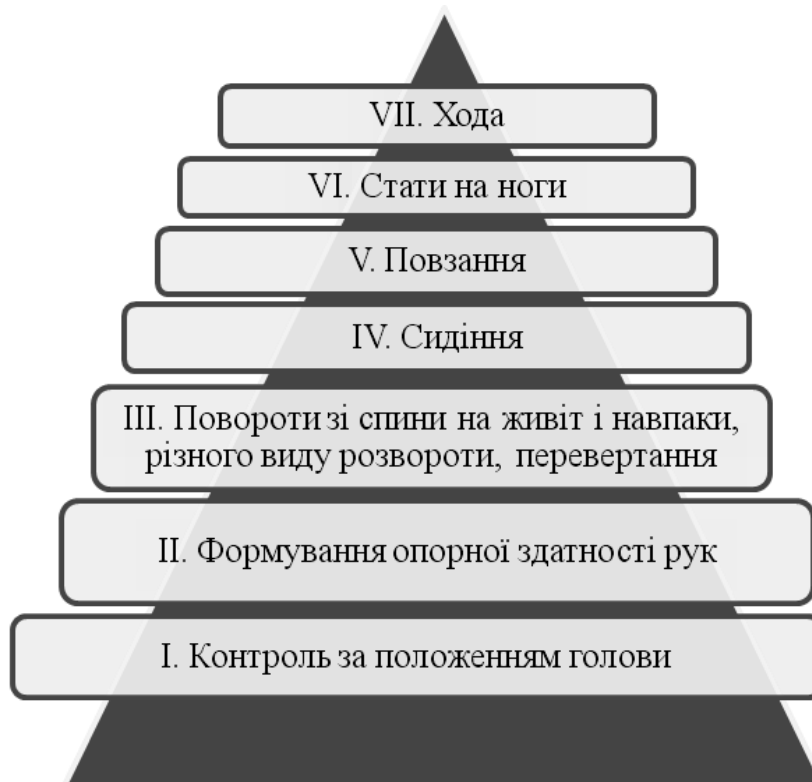 VII. Хода
VI. Стати на ноги
V. Повзання
IV. Сидіння
III. Повороти зі спини на живіт і навпаки,
різного виду розвороти, перевертання
II. Формування опорної здатності рук
I. Контроль за положенням голови